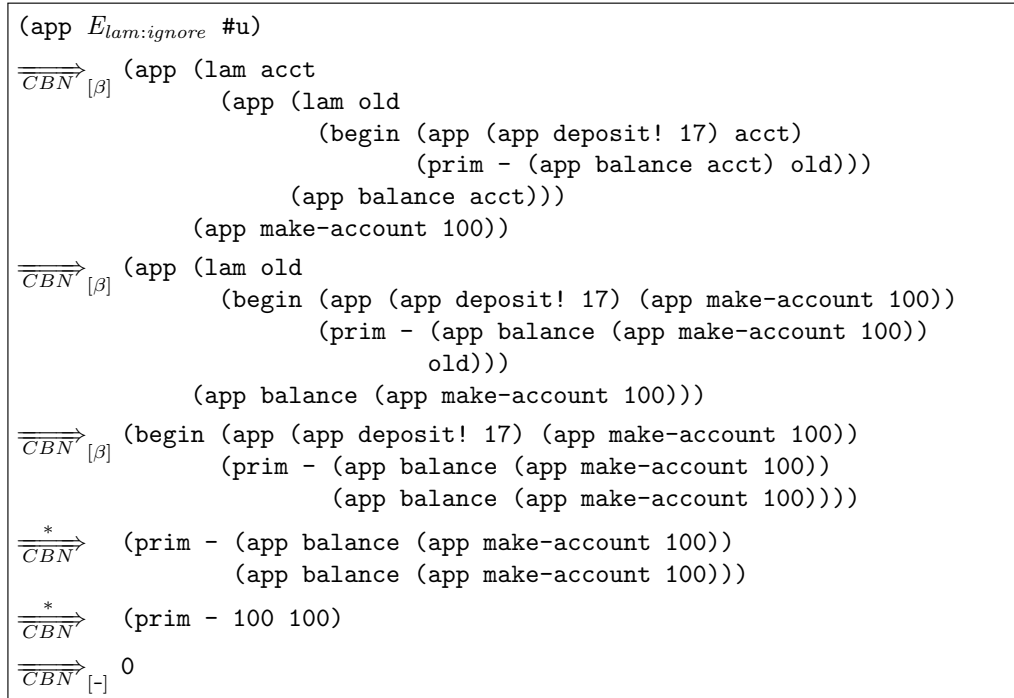 (app E_{lam:ignore} #u)
⟹_{CBN [β]} (app (lam acct
(app (lam old
(begin (app (app deposit! 17) acct)
(prim - (app balance acct) old)))
(app balance acct)))
(app make-account 100))
⟹_{CBN [β]} (app (lam old
(begin (app (app deposit! 17) (app make-account 100))
(prim - (app balance (app make-account 100))
old)))
(app balance (app make-account 100)))
⟹_{CBN [β]} (begin (app (app deposit! 17) (app make-account 100))
(prim - (app balance (app make-account 100))
(app balance (app make-account 100))))
⟹*_{CBN} (prim - (app balance (app make-account 100))
(app balance (app make-account 100)))
⟹*_{CBN} (prim - 100 100)
⟹_{CBN [-]} 0